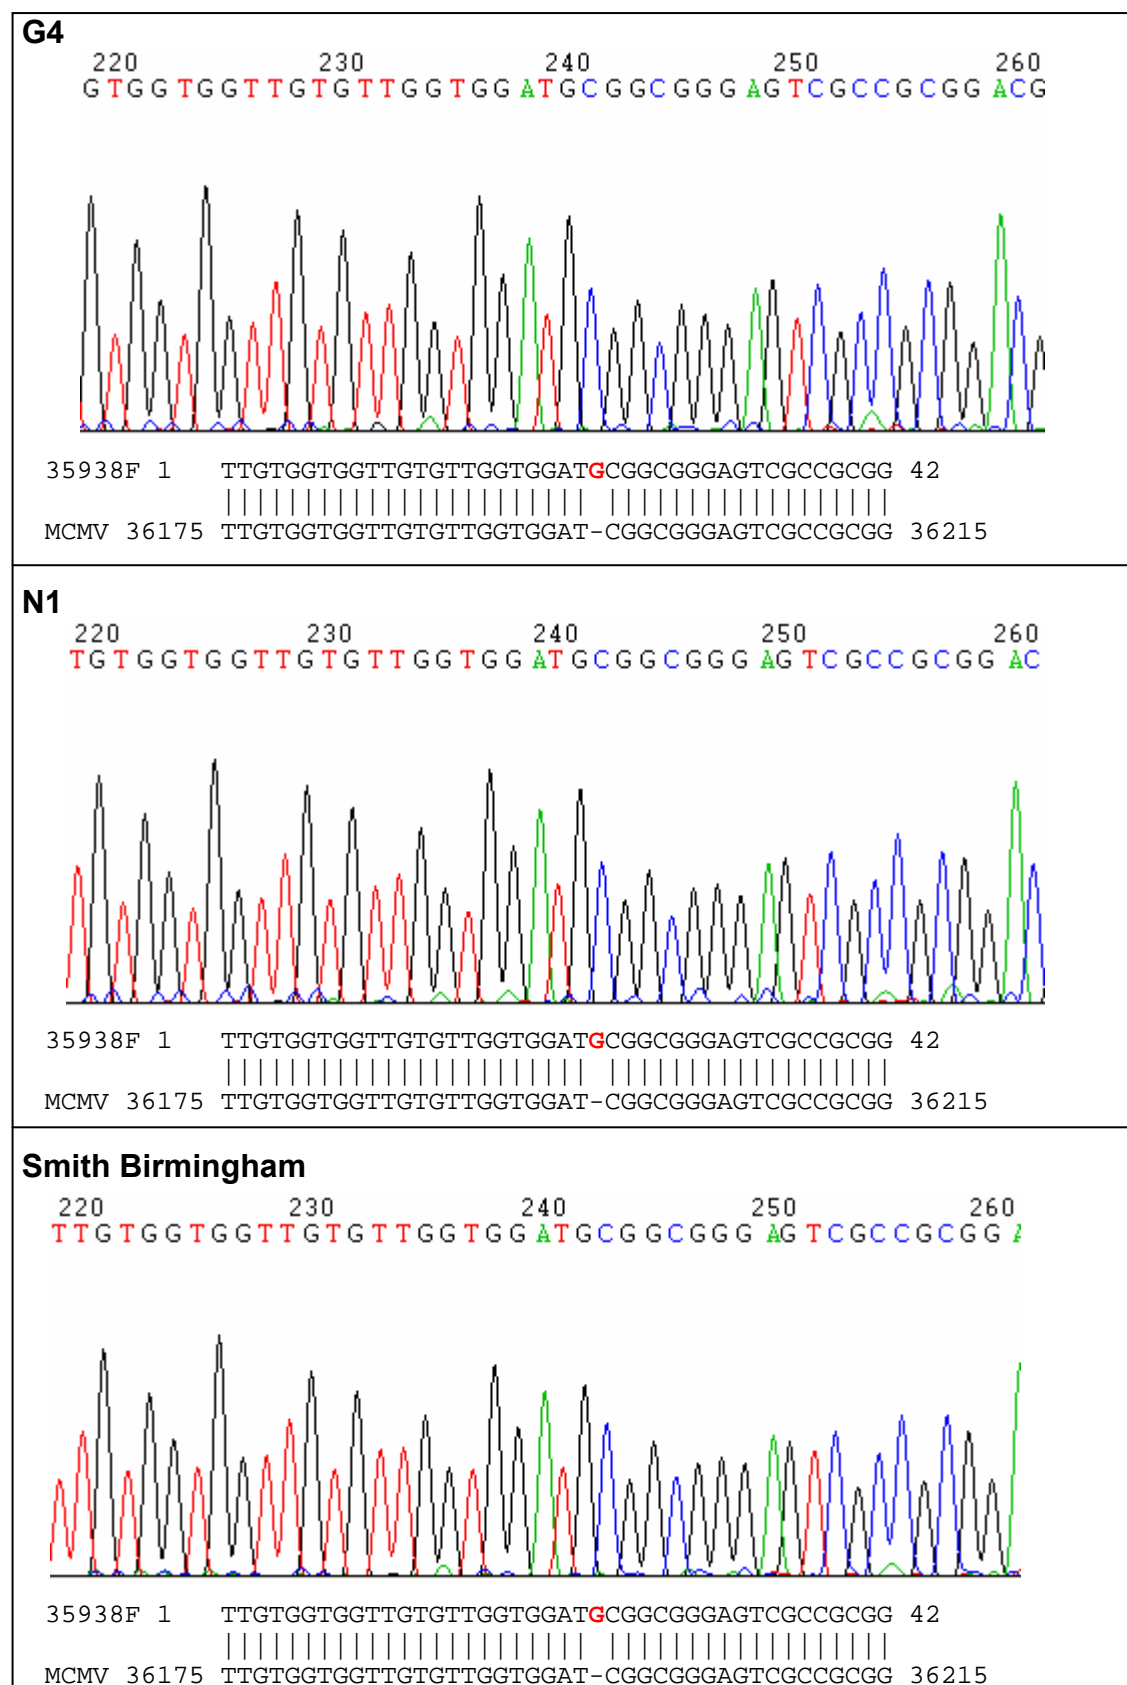 G4
220 230 240 250 260
GTGGTGGTTGTGTTGGTGGATGCGGCGGGAGTCGCCGCGGACG
35938F 1 TTGTGGTGGTTGTGTTGGTGGATGCGGCGGGAGTCGCCGCGG 42
MCMV 36175 TTGTGGTGGTTGTGTTGGTGGAT-CGGCGGGAGTCGCCGCGG 36215
N1
220 230 240 250 260
TGTGGTGGTTGTGTTGGTGGATGCGGCGGGAGTCGCCGCGGAC
35938F 1 TTGTGGTGGTTGTGTTGGTGGATGCGGCGGGAGTCGCCGCGG 42
MCMV 36175 TTGTGGTGGTTGTGTTGGTGGAT-CGGCGGGAGTCGCCGCGG 36215
Smith Birmingham
220 230 240 250 260
TTGTGGTGGTTGTGTTGGTGGATGCGGCGGGAGTCGCCGCGGA
35938F 1 TTGTGGTGGTTGTGTTGGTGGATGCGGCGGGAGTCGCCGCGG 42
MCMV 36175 TTGTGGTGGTTGTGTTGGTGGAT-CGGCGGGAGTCGCCGCGG 36215